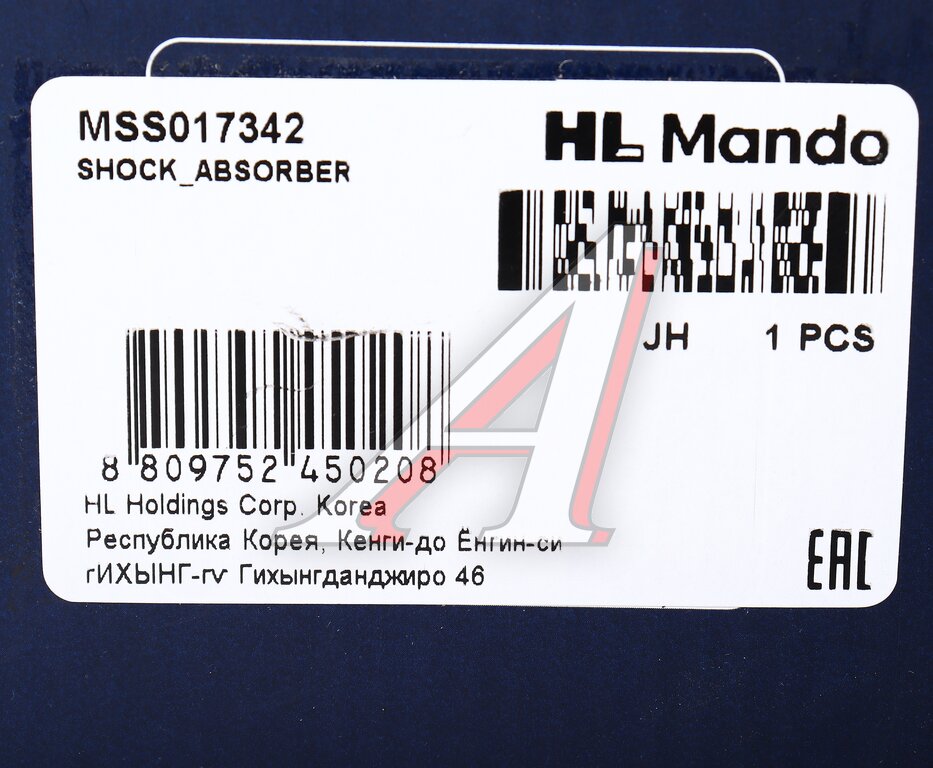 MSS017342
SHOCK_ABSORBER
HL Mando
JH 1 PCS
8 809752 450208
HL Holdings Corp. Korea
Республика Корея, Кенги-до Ёнгин-си
гИХЫНГ-гу Гихынгданджиро 46
EAC